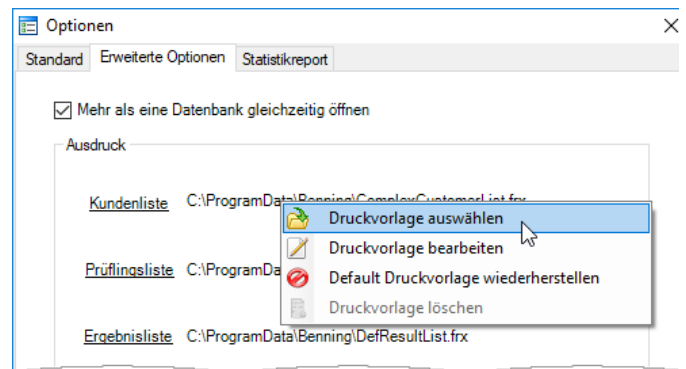 Optionen
Standard Erweiterte Optionen Statistikreport
Mehr als eine Datenbank gleichzeitig öffnen
Ausdruck
Kundenliste C:\ProgramData\Benning\ComplexCustomerList.frx
Druckvorlage auswählen
Druckvorlage bearbeiten
Prüflingsliste C:\ProgramDa
Default Druckvorlage wiederherstellen
Druckvorlage löschen
Ergebnisliste C:\ProgramData\Benning\DefResultList.frx